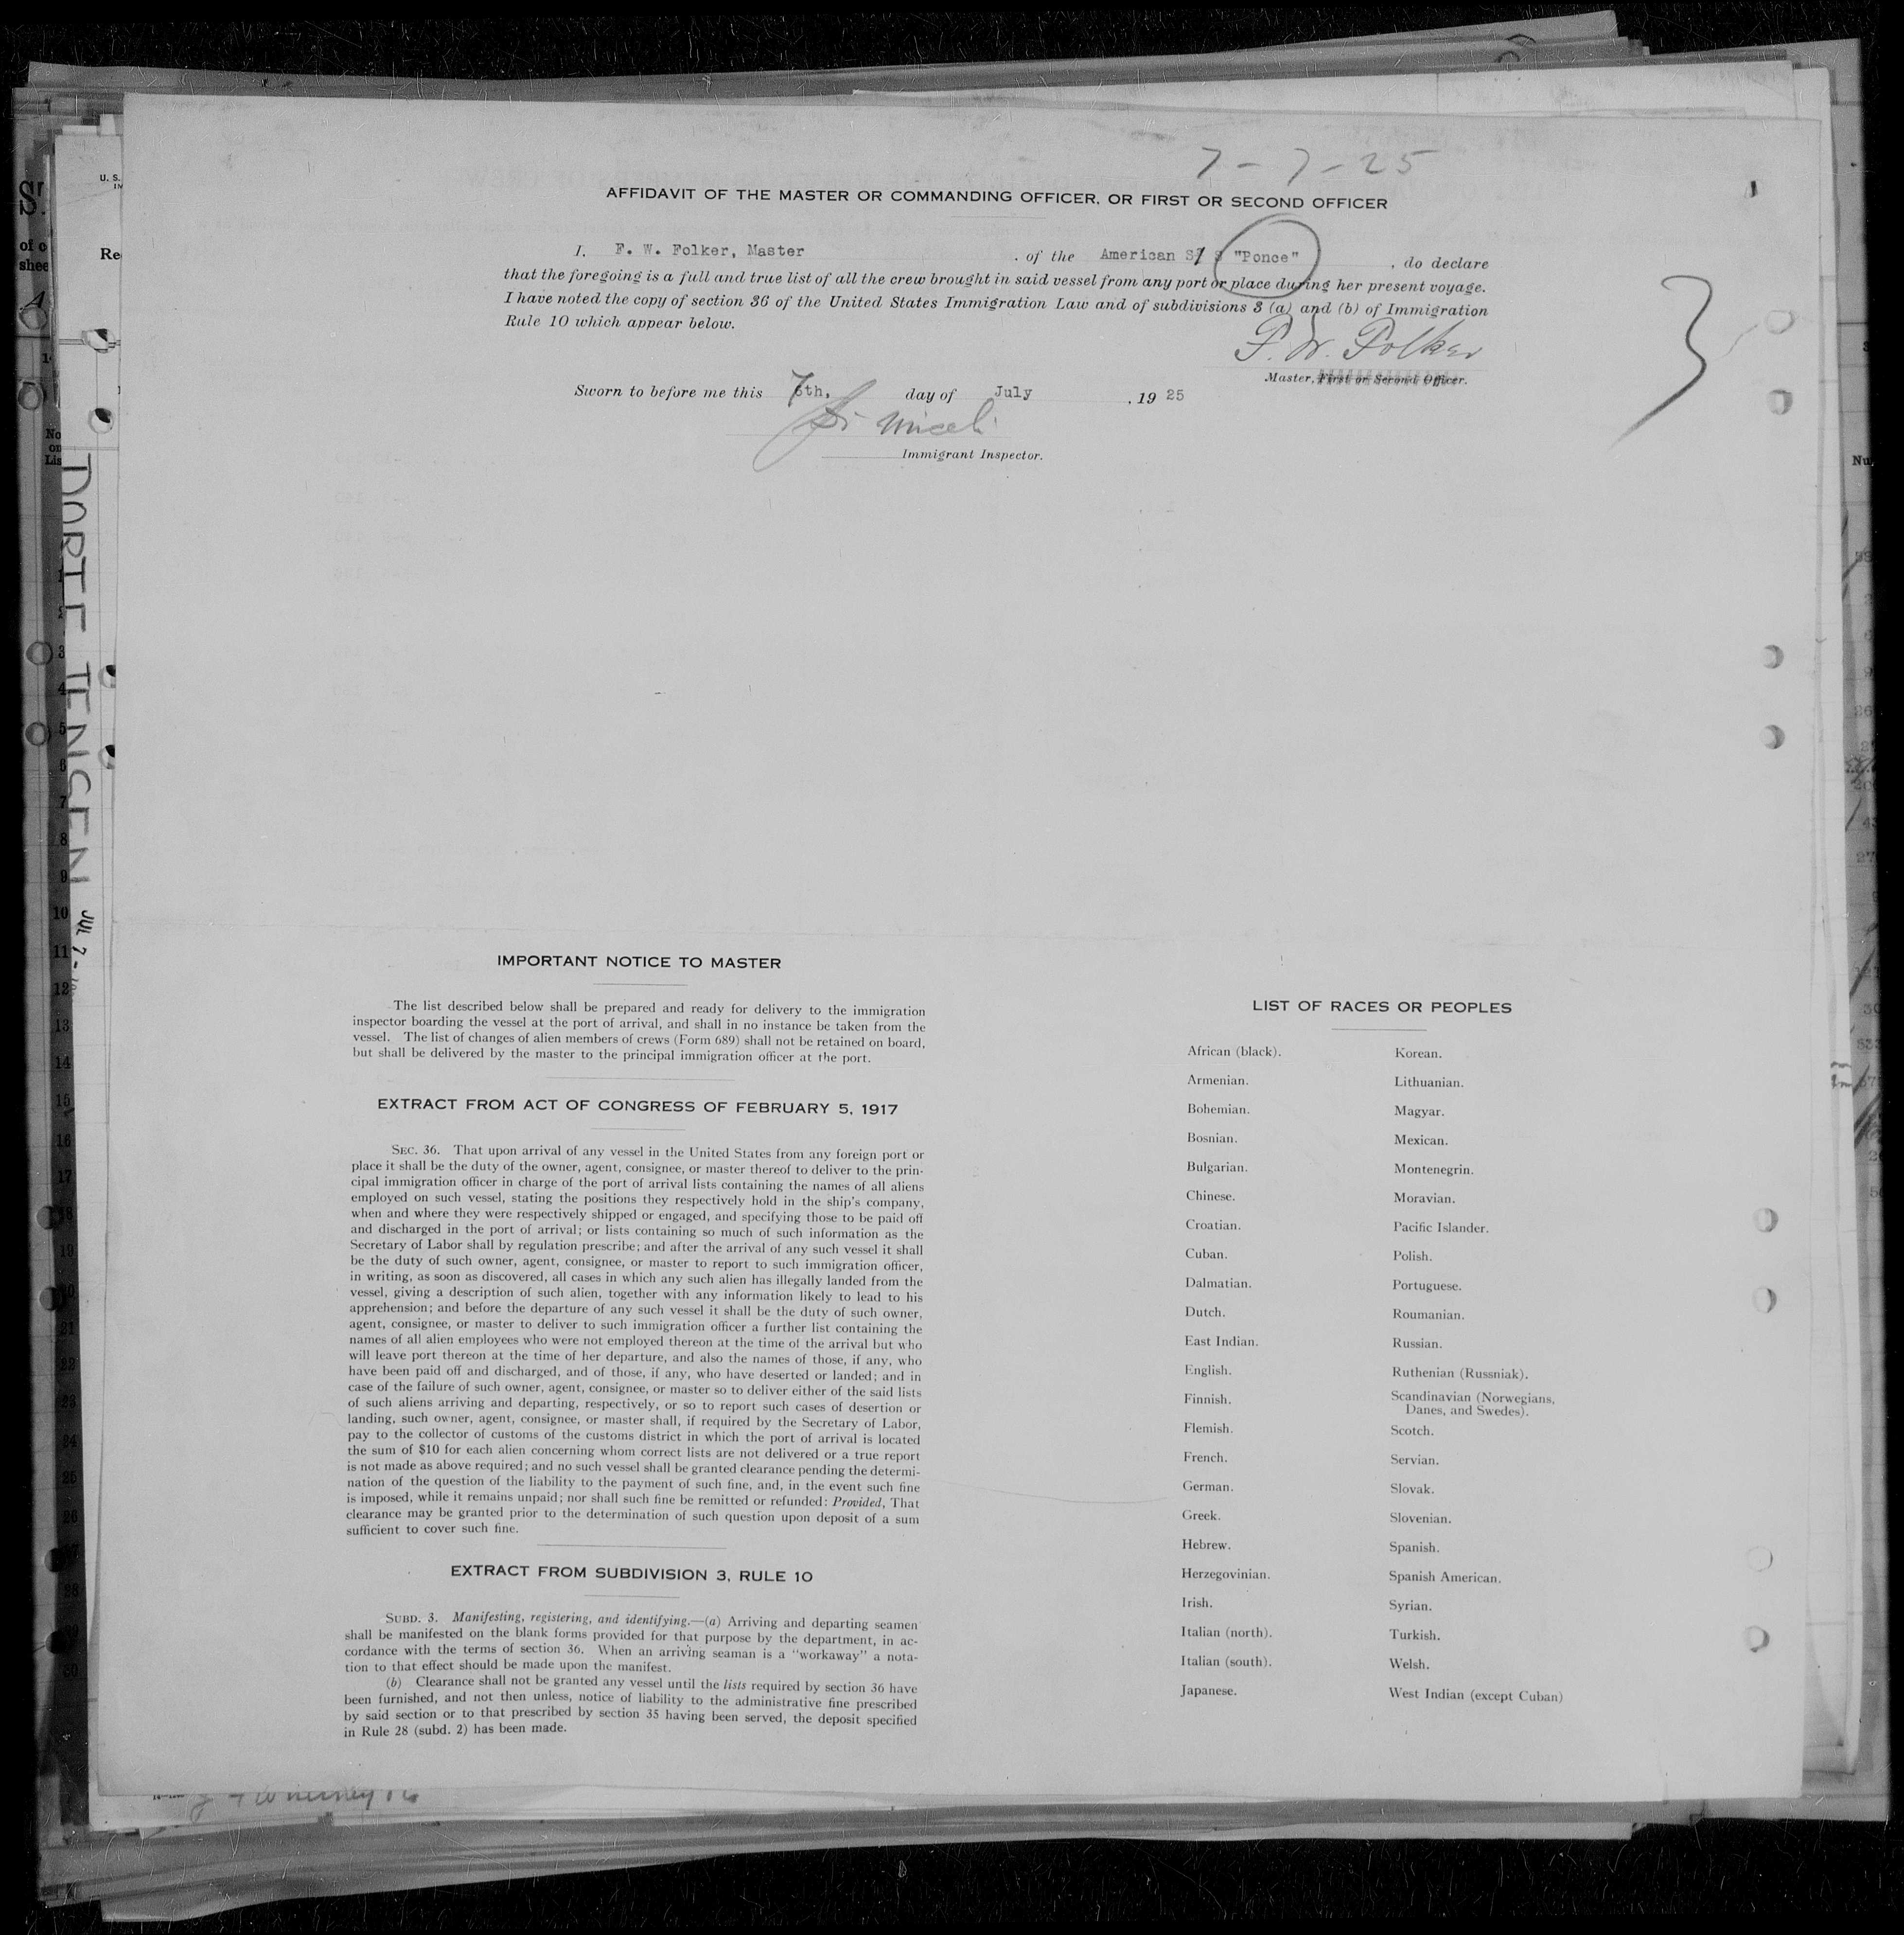 7-7-25
AFFIDAVIT OF THE MASTER OR COMMANDING OFFICER, OR FIRST OR SECOND OFFICER
I, F. W. Folker, Master , of the American S/ S "Ponce" , do declare
that the foregoing is a full and true list of all the crew brought in said vessel from any port or place during her present voyage.
I have noted the copy of section 36 of the United States Immigration Law and of subdivisions 3 (a) and (b) of Immigration
Rule 10 which appear below.
F. W. Folker
Master, First or Second Officer.
3
Sworn to before me this 7th, day of July , 19 25
Immigrant Inspector.
IMPORTANT NOTICE TO MASTER
The list described below shall be prepared and ready for delivery to the immigration
inspector boarding the vessel at the port of arrival, and shall in no instance be taken from the
vessel. The list of changes of alien members of crews (Form 689) shall not be retained on board,
but shall be delivered by the master to the principal immigration officer at the port.
EXTRACT FROM ACT OF CONGRESS OF FEBRUARY 5, 1917
SEC. 36. That upon arrival of any vessel in the United States from any foreign port or
place it shall be the duty of the owner, agent, consignee, or master thereof to deliver to the prin-
cipal immigration officer in charge of the port of arrival lists containing the names of all aliens
employed on such vessel, stating the positions they respectively hold in the ship's company,
when and where they were respectively shipped or engaged, and specifying those to be paid off
and discharged in the port of arrival; or lists containing so much of such information as the
Secretary of Labor shall by regulation prescribe; and after the arrival of any such vessel it shall
be the duty of such owner, agent, consignee, or master to report to such immigration officer,
in writing, as soon as discovered, all cases in which any such alien has illegally landed from the
vessel, giving a description of such alien, together with any information likely to lead to his
apprehension; and before the departure of any such vessel it shall be the duty of such owner,
agent, consignee, or master to deliver to such immigration officer a further list containing the
names of all alien employees who were not employed thereon at the time of the arrival but who
will leave port thereon at the time of her departure, and also the names of those, if any, who
have been paid off and discharged, and of those, if any, who have deserted or landed; and in
case of the failure of such owner, agent, consignee, or master so to deliver either of the said lists
of such aliens arriving and departing, respectively, or so to report such cases of desertion or
landing, such owner, agent, consignee, or master shall, if required by the Secretary of Labor,
pay to the collector of customs of the customs district in which the port of arrival is located
the sum of $10 for each alien concerning whom correct lists are not delivered or a true report
is not made as above required; and no such vessel shall be granted clearance pending the determi-
nation of the question of the liability to the payment of such fine, and, in the event such fine
is imposed, while it remains unpaid; nor shall such fine be remitted or refunded: Provided, That
clearance may be granted prior to the determination of such question upon deposit of a sum
sufficient to cover such fine.
EXTRACT FROM SUBDIVISION 3, RULE 10
SUBD. 3. Manifesting, registering, and identifying.—(a) Arriving and departing seamen
shall be manifested on the blank forms provided for that purpose by the department, in ac-
cordance with the terms of section 36. When an arriving seaman is a "workaway" a nota-
tion to that effect should be made upon the manifest.
(b) Clearance shall not be granted any vessel until the lists required by section 36 have
been furnished, and not then unless, notice of liability to the administrative fine prescribed
by said section or to that prescribed by section 35 having been served, the deposit specified
in Rule 28 (subd. 2) has been made.
LIST OF RACES OR PEOPLES
African (black). Korean.
Armenian. Lithuanian.
Bohemian. Magyar.
Bosnian. Mexican.
Bulgarian. Montenegrin.
Chinese. Moravian.
Croatian. Pacific Islander.
Cuban. Polish.
Dalmatian. Portuguese.
Dutch. Roumanian.
East Indian. Russian.
English. Ruthenian (Russniak).
Finnish. Scandinavian (Norwegians,
Danes, and Swedes).
Flemish. Scotch.
French. Servian.
German. Slovak.
Greek. Slovenian.
Hebrew. Spanish.
Herzegovinian. Spanish American.
Irish. Syrian.
Italian (north). Turkish.
Italian (south). Welsh.
Japanese. West Indian (except Cuban)